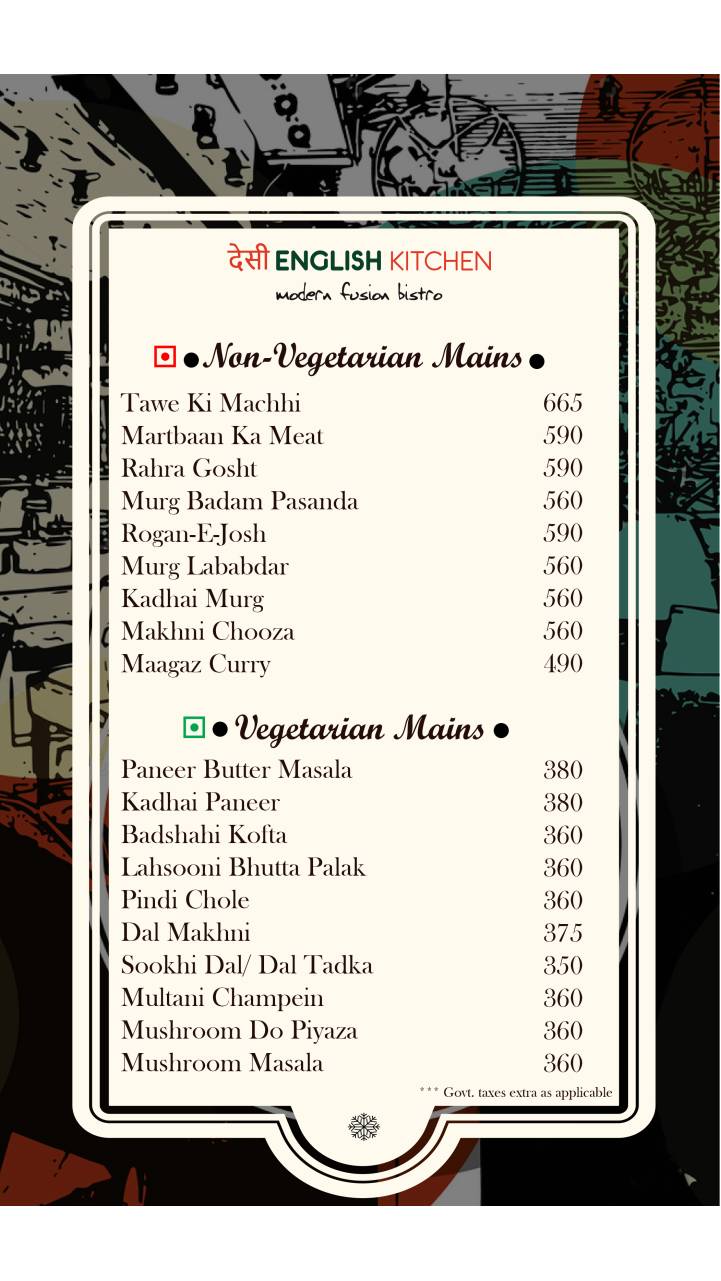 देसी ENGLISH KITCHEN
modern fusion bistro
Non-Vegetarian Mains
Tawe Ki Machhi 665
Martbaan Ka Meat 590
Rahra Gosht 590
Murg Badam Pasanda 560
Rogan-E-Josh 590
Murg Lababdar 560
Kadhai Murg 560
Makhni Chooza 560
Maagaz Curry 490
Vegetarian Mains
Paneer Butter Masala 380
Kadhai Paneer 380
Badshahi Kofta 360
Lahsooni Bhutta Palak 360
Pindi Chole 360
Dal Makhni 375
Sookhi Dal/ Dal Tadka 350
Multani Champein 360
Mushroom Do Piyaza 360
Mushroom Masala 360
*** Govt. taxes extra as applicable